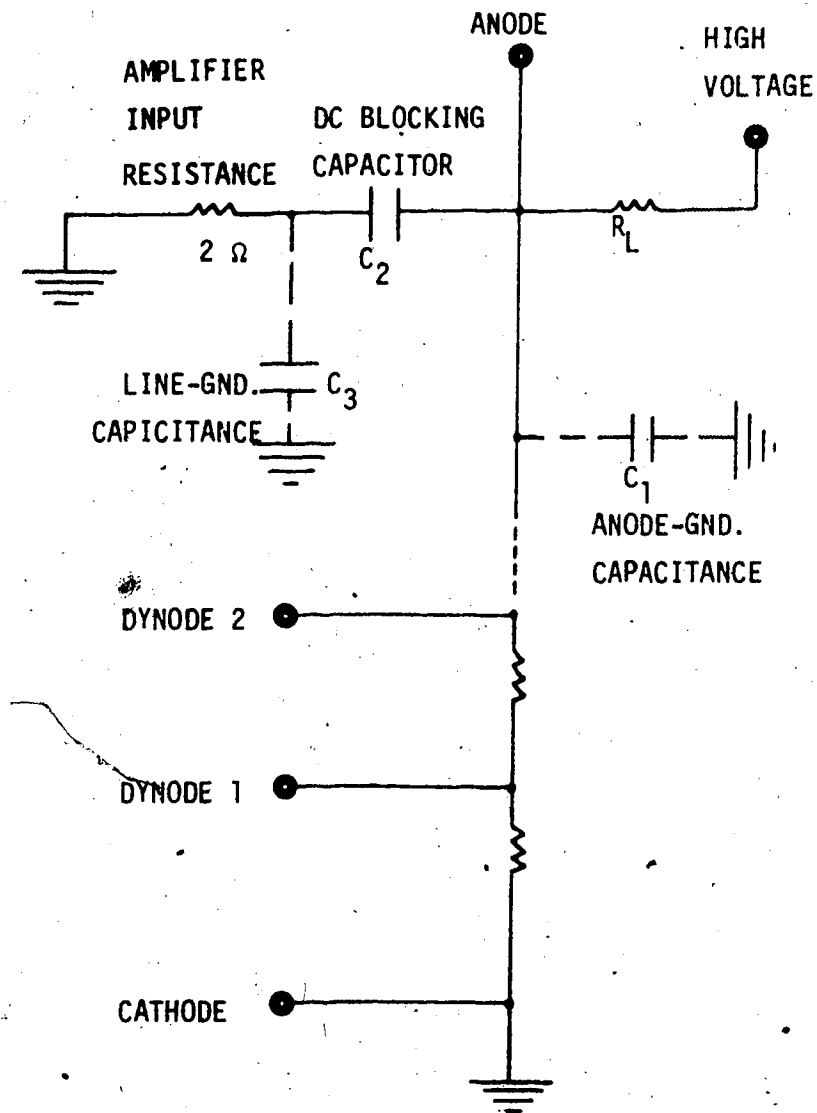 ANODE
HIGH
VOLTAGE
AMPLIFIER
INPUT
RESISTANCE
DC BLOCKING
CAPACITOR
2 Ω
C2
RL
LINE-GND.
CAPICITANCE
C3
C1
ANODE-GND.
CAPACITANCE
DYNODE 2
DYNODE 1
CATHODE